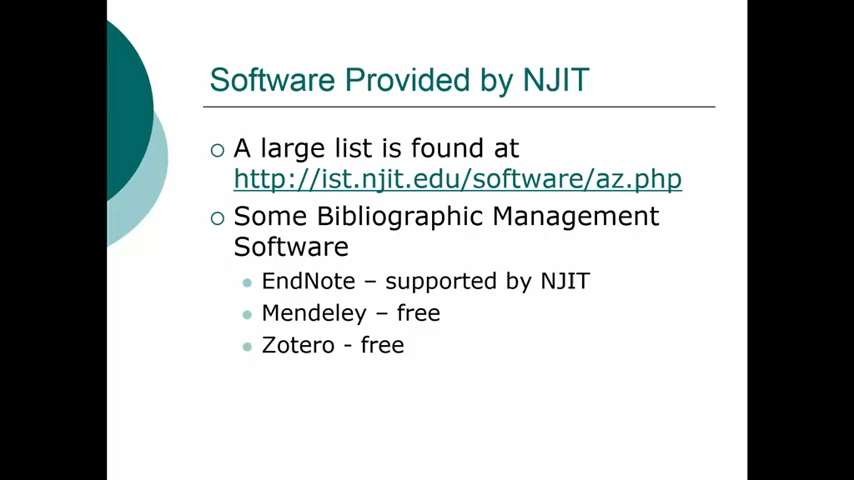 Software Provided by NJIT
A large list is found at
http://ist.njit.edu/software/az.php
Some Bibliographic Management
Software
EndNote – supported by NJIT
Mendeley – free
Zotero - free